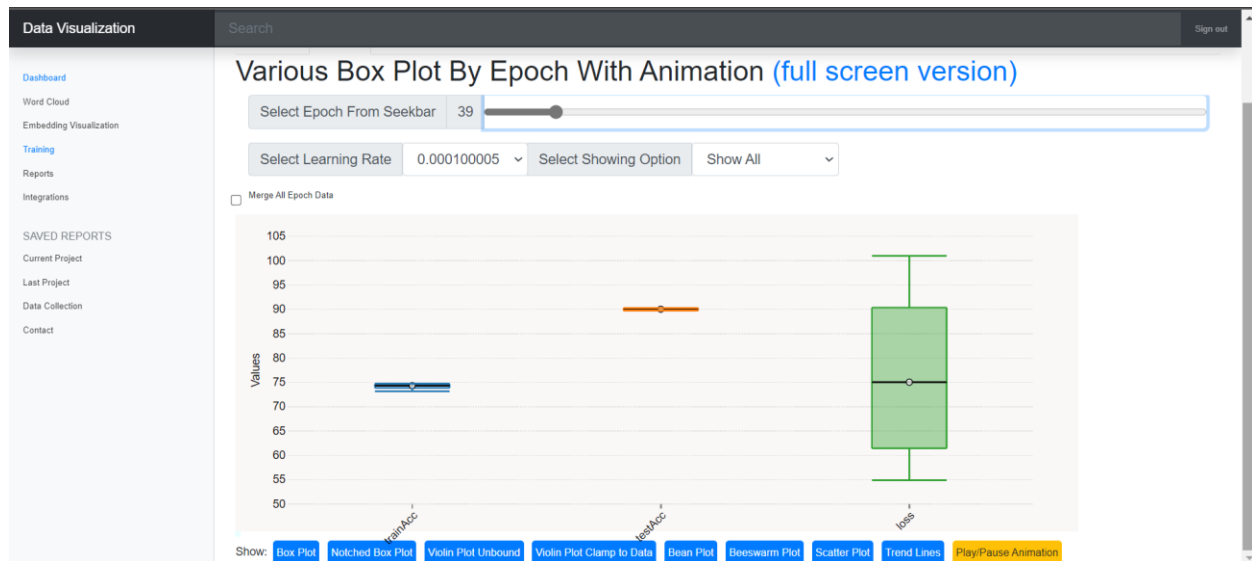 Data Visualization
Search
Sign out
Dashboard
Word Cloud
Embedding Visualization
Training
Reports
Integrations
SAVED REPORTS
Current Project
Last Project
Data Collection
Contact
Various Box Plot By Epoch With Animation (full screen version)
Select Epoch From Seekbar 39
Select Learning Rate 0.000100005 Select Showing Option Show All
Merge All Epoch Data
105
100
95
90
85
80
75
70
65
60
55
50
Values
trainAcc
testAcc
loss
Show: Box Plot Notched Box Plot Violin Plot Unbound Violin Plot Clamp to Data Bean Plot Beeswarm Plot Scatter Plot Trend Lines Play/Pause Animation